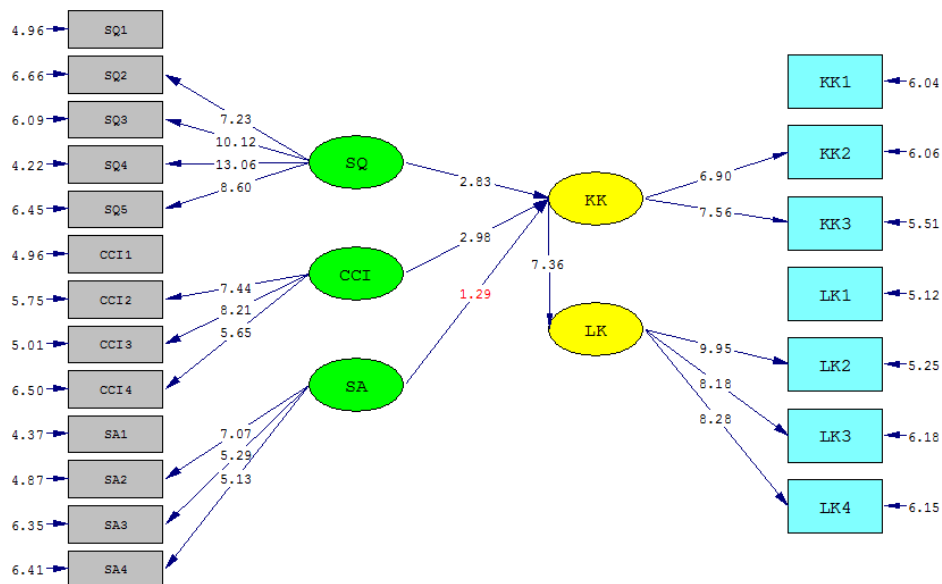 4.96 SQ1
6.66 SQ2
6.09 SQ3
4.22 SQ4
6.45 SQ5
4.96 CCI1
5.75 CCI2
5.01 CCI3
6.50 CCI4
4.37 SA1
4.87 SA2
6.35 SA3
6.41 SA4
7.23
10.12
13.06
8.60
7.44
8.21
5.65
7.07
5.29
5.13
SQ
CCI
SA
2.83
2.98
1.29
KK
7.36
LK
6.90
7.56
9.95
8.18
8.28
KK1 6.04
KK2 6.06
KK3 5.51
LK1 5.12
LK2 5.25
LK3 6.18
LK4 6.15